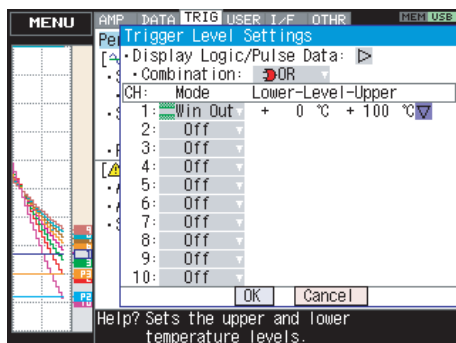 MENU
AMP DATA TRIG USER I/F OTHR MEM USB
Trigger Level Settings
・Display Logic/Pulse Data:
・Combination: OR
CH: Mode Lower-Level-Upper
1: Win Out + 0 ℃ + 100 ℃
2: Off
3: Off
4: Off
5: Off
6: Off
7: Off
8: Off
9: Off
10: Off
OK Cancel
Help? Sets the upper and lower
temperature levels.